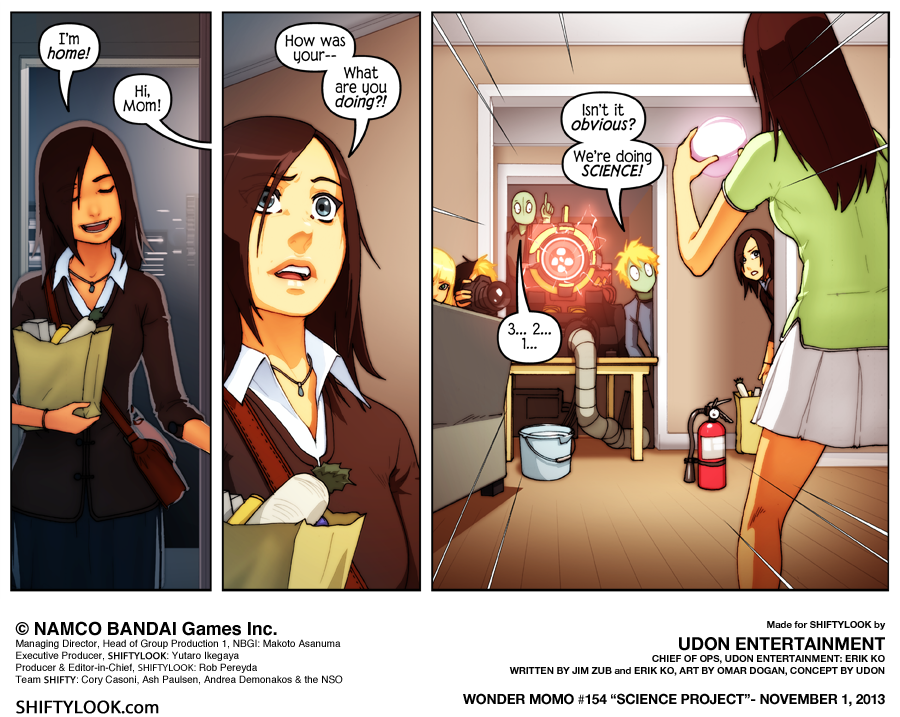 I'm
home!
Hi,
Mom!
How was
your--
What
are you
doing?!
Isn't it
obvious?
We're doing
SCIENCE!
3... 2...
1...
© NAMCO BANDAI Games Inc.
Managing Director, Head of Group Production 1, NBGI: Makoto Asanuma
Executive Producer, SHIFTYLOOK: Yutaro Ikegaya
Producer & Editor-in-Chief, SHIFTYLOOK: Rob Pereyda
Team SHIFTY: Cory Casoni, Ash Paulsen, Andrea Demonakos & the NSO
SHIFTYLOOK.com
Made for SHIFTYLOOK by
UDON ENTERTAINMENT
CHIEF OF OPS, UDON ENTERTAINMENT: ERIK KO
WRITTEN BY JIM ZUB and ERIK KO, ART BY OMAR DOGAN, CONCEPT BY UDON
WONDER MOMO #154 “SCIENCE PROJECT”- NOVEMBER 1, 2013